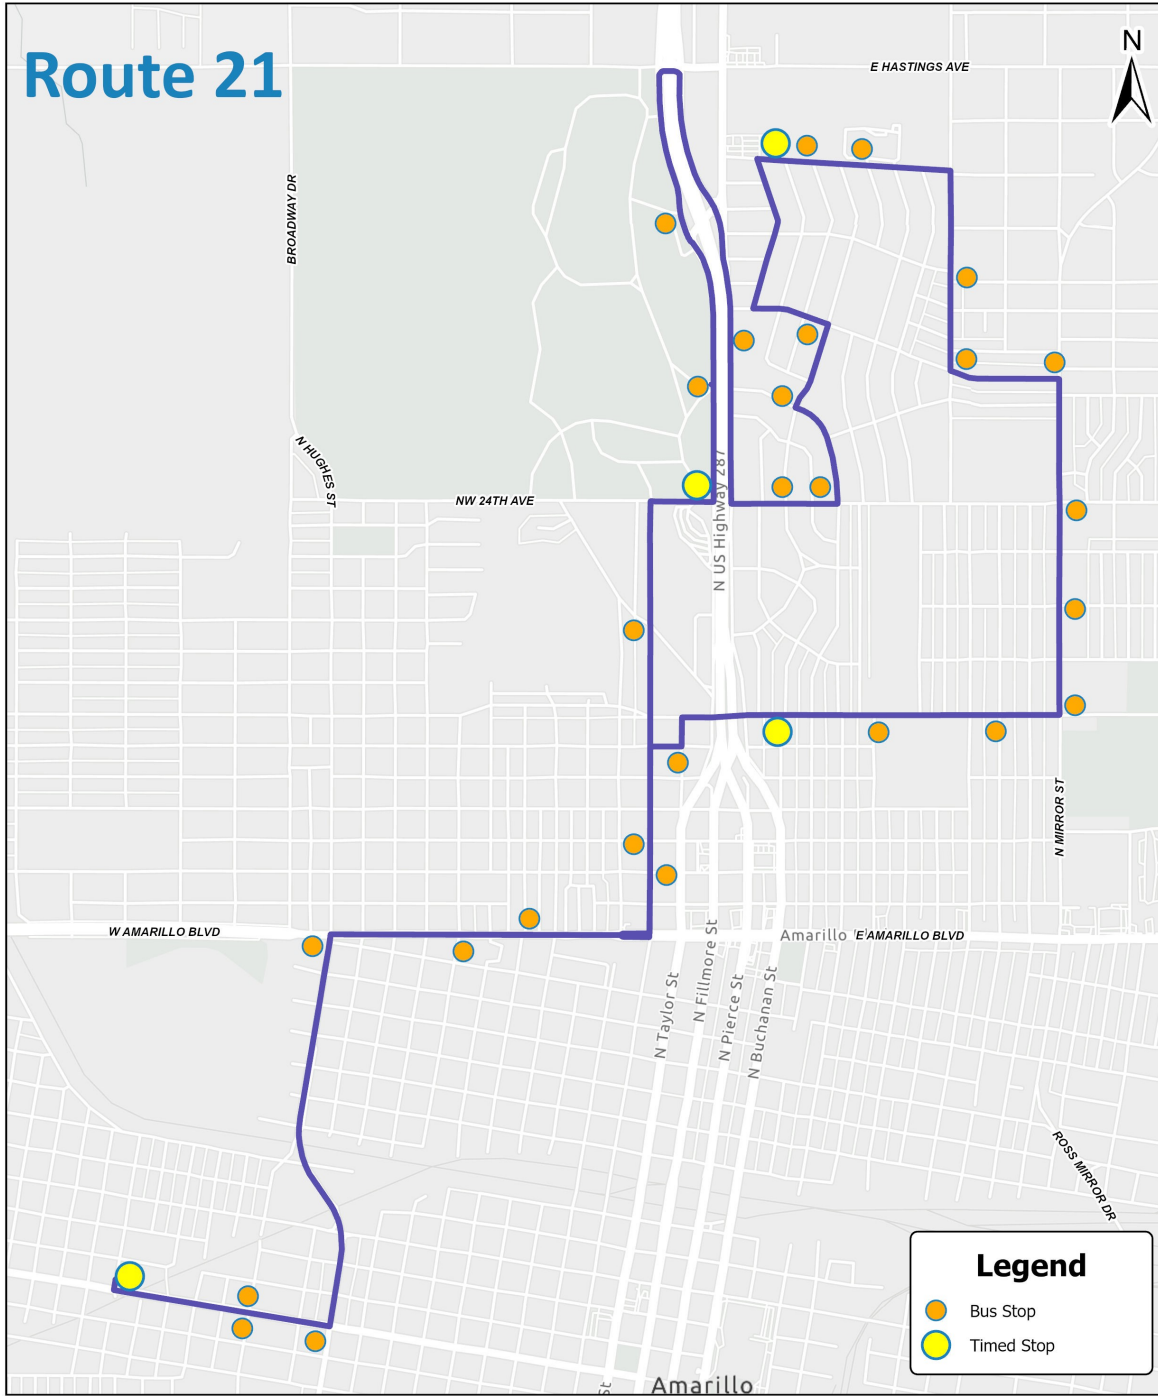 Route 21
N
E HASTINGS AVE
BROADWAY DR
N HUGHES ST
NW 24TH AVE
N US Highway 287
N MIRROR ST
W AMARILLO BLVD
Amarillo
E AMARILLO BLVD
N Taylor St
N Fillmore St
N Pierce St
N Buchanan St
ROSS MIRROR DR
Legend
Bus Stop
Timed Stop
St
Amarillo